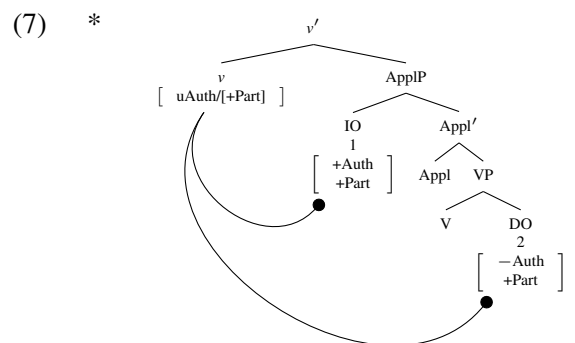 (7) * v′
v ApplP
[ uAuth/[+Part] ]
IO Appl′
1
[ +Auth Appl VP
+Part ]
V DO
2
[ −Auth
+Part ]